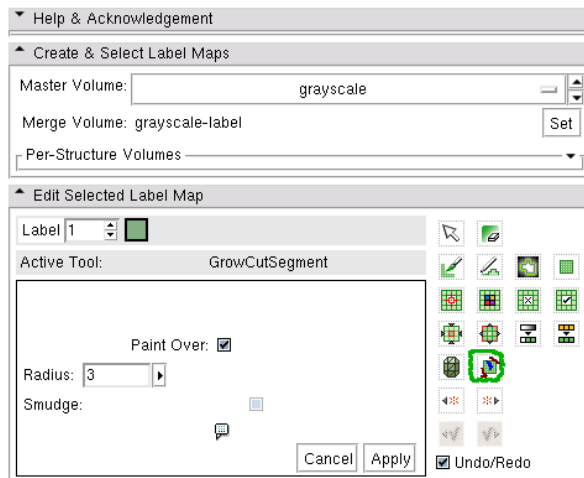 Help & Acknowledgement
Create & Select Label Maps
Master Volume: grayscale
Merge Volume: grayscale-label Set
Per-Structure Volumes
Edit Selected Label Map
Label 1
Active Tool: GrowCutSegment
Paint Over:
Radius: 3
Smudge:
Cancel Apply
Undo/Redo